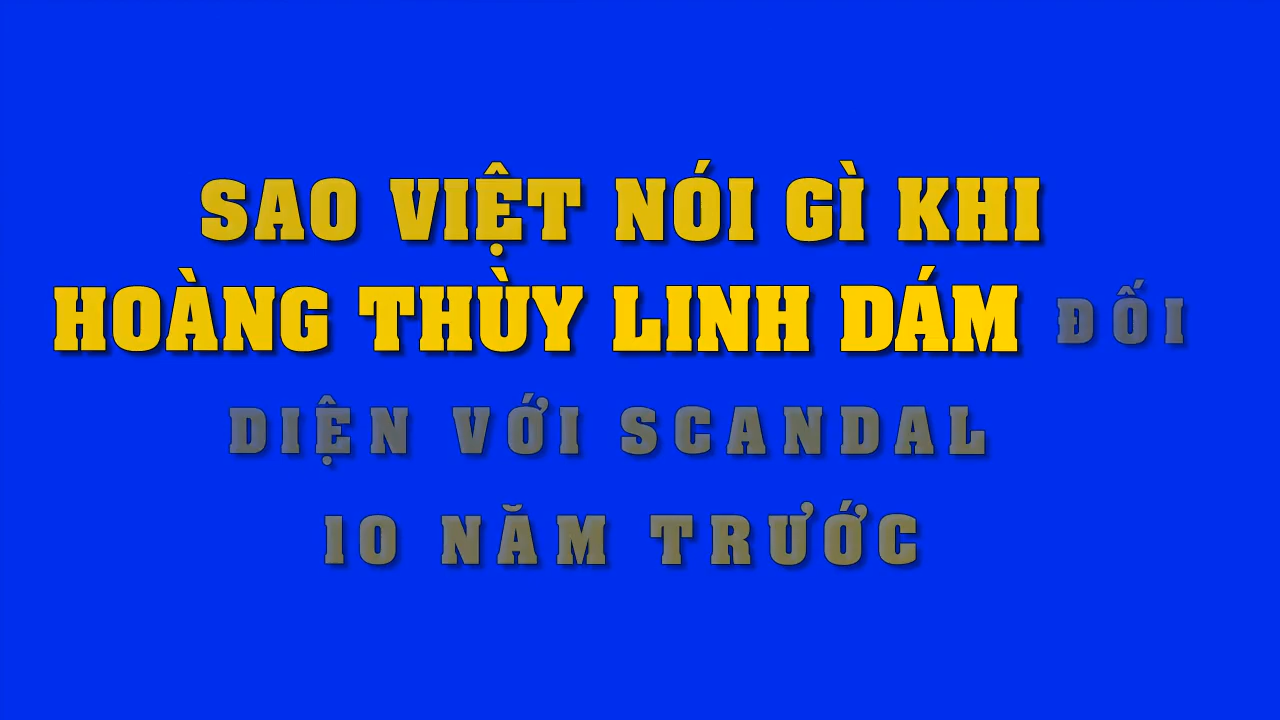 SAO VIỆT NÓI GÌ KHI
HOÀNG THÙY LINH DÁM ĐỐI
DIỆN VỚI SCANDAL
10 NĂM TRƯỚC